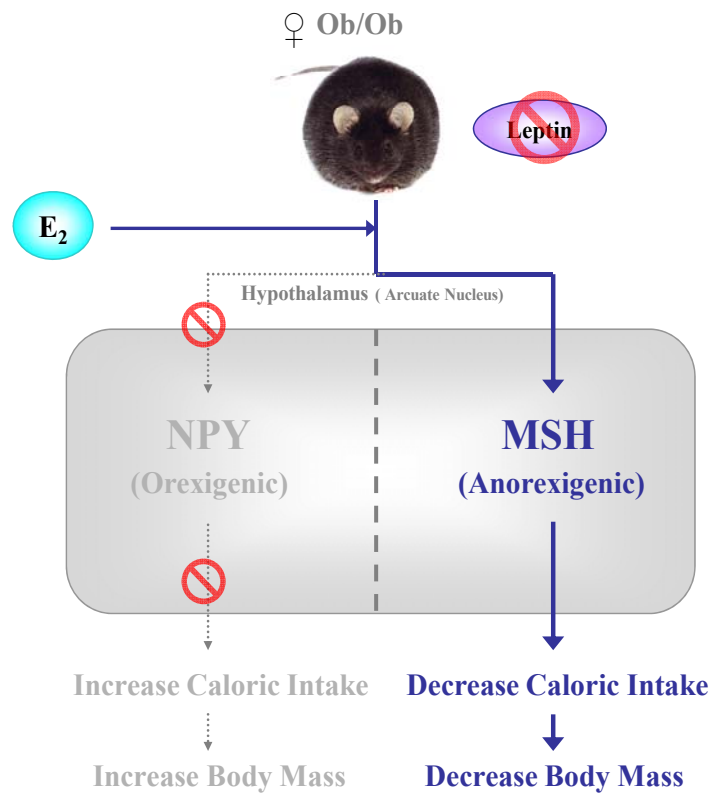 ♀ Ob/Ob
Leptin
E₂
Hypothalamus ( Arcuate Nucleus)
NPY
(Orexigenic)
MSH
(Anorexigenic)
Increase Caloric Intake
Decrease Caloric Intake
Increase Body Mass
Decrease Body Mass